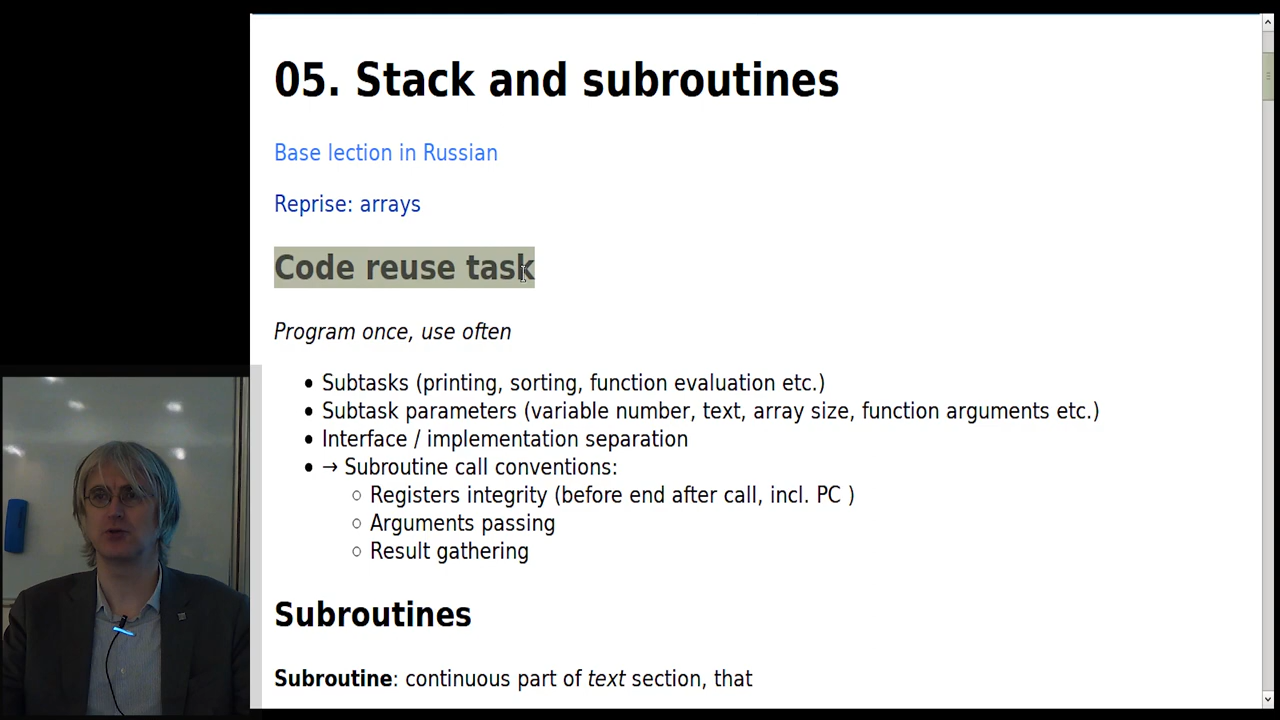 05. Stack and subroutines
Base lection in Russian
Reprise: arrays
Code reuse task
Program once, use often
• Subtasks (printing, sorting, function evaluation etc.)
• Subtask parameters (variable number, text, array size, function arguments etc.)
• Interface / implementation separation
• → Subroutine call conventions:
○ Registers integrity (before end after call, incl. PC )
○ Arguments passing
○ Result gathering
Subroutines
Subroutine: continuous part of text section, that